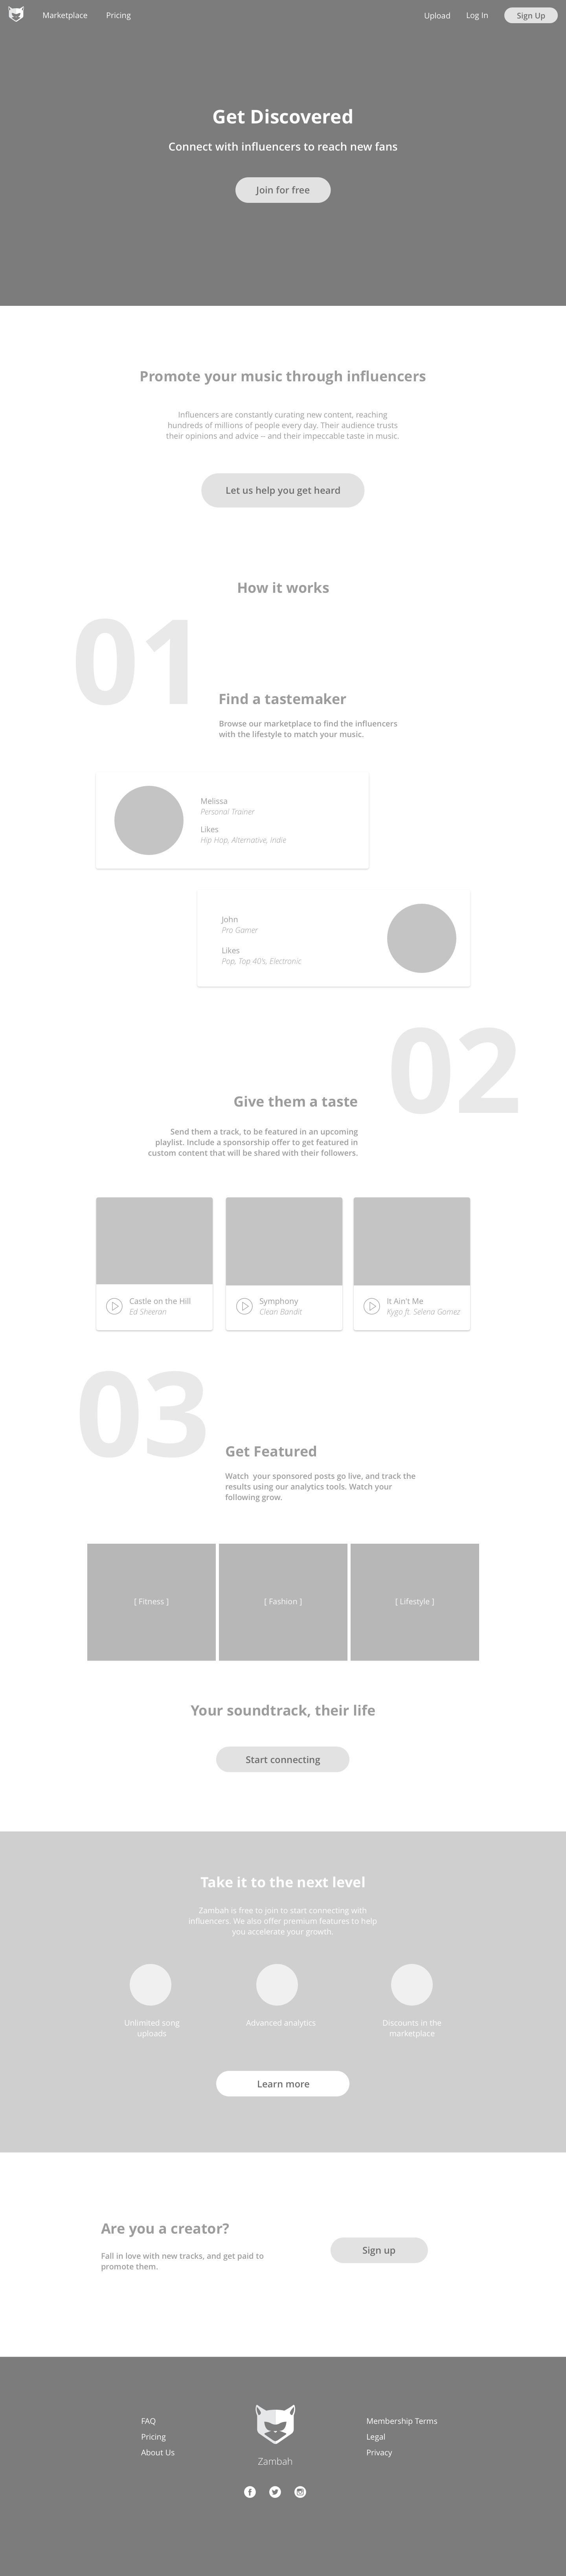 Marketplace
Pricing
Upload
Log In
Sign Up
Get Discovered
Connect with influencers to reach new fans
Join for free
Promote your music through influencers
Influencers are constantly curating new content, reaching
hundreds of millions of people every day. Their audience trusts
their opinions and advice -- and their impeccable taste in music.
Let us help you get heard
How it works
01
Find a tastemaker
Browse our marketplace to find the influencers
with the lifestyle to match your music.
Melissa
Personal Trainer
Likes
Hip Hop, Alternative, Indie
John
Pro Gamer
Likes
Pop, Top 40's, Electronic
02
Give them a taste
Send them a track, to be featured in an upcoming
playlist. Include a sponsorship offer to get featured in
custom content that will be shared with their followers.
Castle on the Hill
Ed Sheeran
Symphony
Clean Bandit
It Ain't Me
Kygo ft. Selena Gomez
03
Get Featured
Watch  your sponsored posts go live, and track the
results using our analytics tools. Watch your
following grow.
[ Fitness ]
[ Fashion ]
[ Lifestyle ]
Your soundtrack, their life
Start connecting
Take it to the next level
Zambah is free to join to start connecting with
influencers. We also offer premium features to help
you accelerate your growth.
Unlimited song
uploads
Advanced analytics
Discounts in the
marketplace
Learn more
Are you a creator?
Fall in love with new tracks, and get paid to
promote them.
Sign up
FAQ
Pricing
About Us
Zambah
Membership Terms
Legal
Privacy